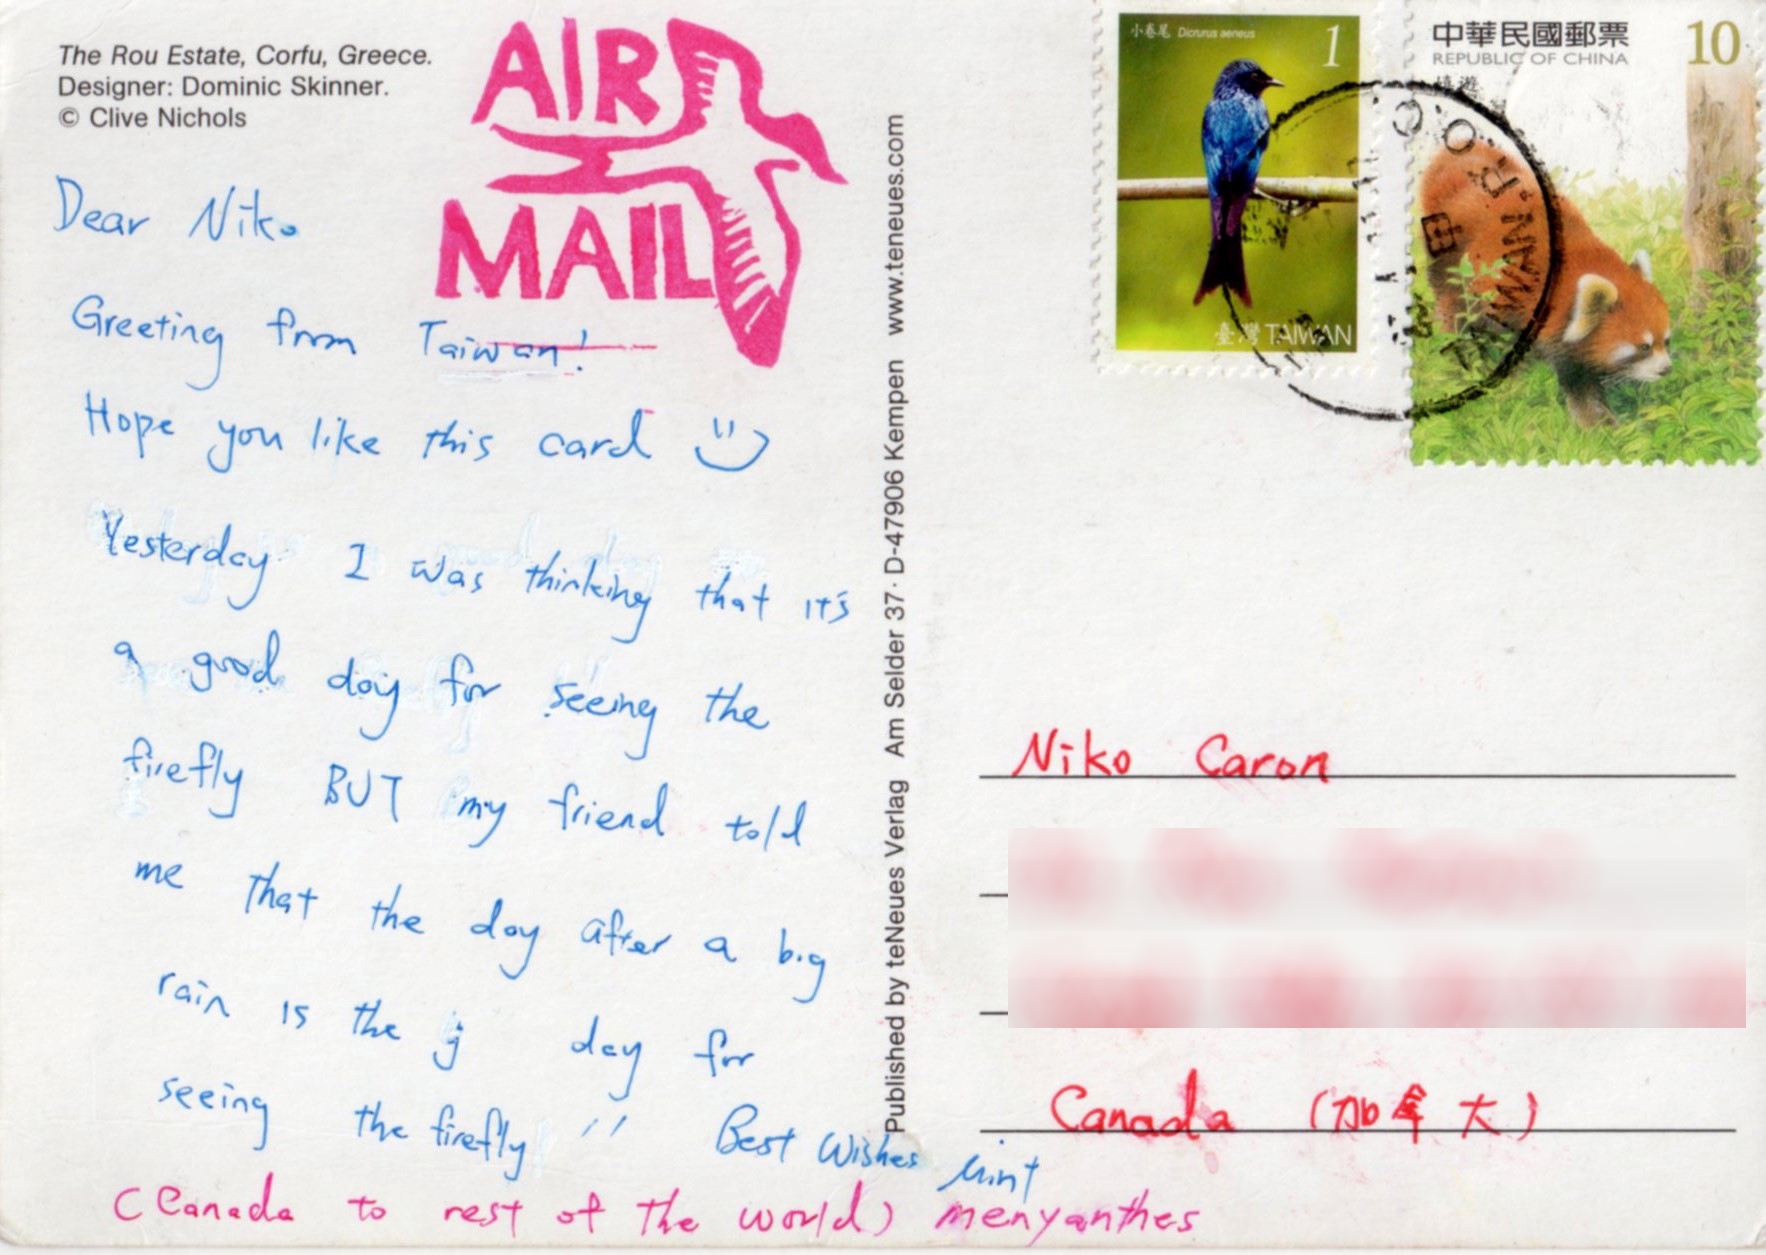 The Rou Estate, Corfu, Greece.
Designer: Dominic Skinner.
© Clive Nichols
AIR
MAIL
Dear Niko
Greeting from Taiwan!
Hope you like this card
Yesterday I was thinking that it's
a good day for seeing the
firefly BUT my friend told
me that the day after a big
rain is the day for
seeing the firefly
Best Wishes Mint
(Canada to rest of the world) menyanthes
Published by teNeues Verlag Am Selder 37 · D-47906 Kempen www.teneues.com
小卷尾 Dicrurus aeneus 1
臺灣 TAIWAN
中華民國郵票 10
REPUBLIC OF CHINA
TAIWAN R.O.C
Niko Caron
Canada (加拿大)